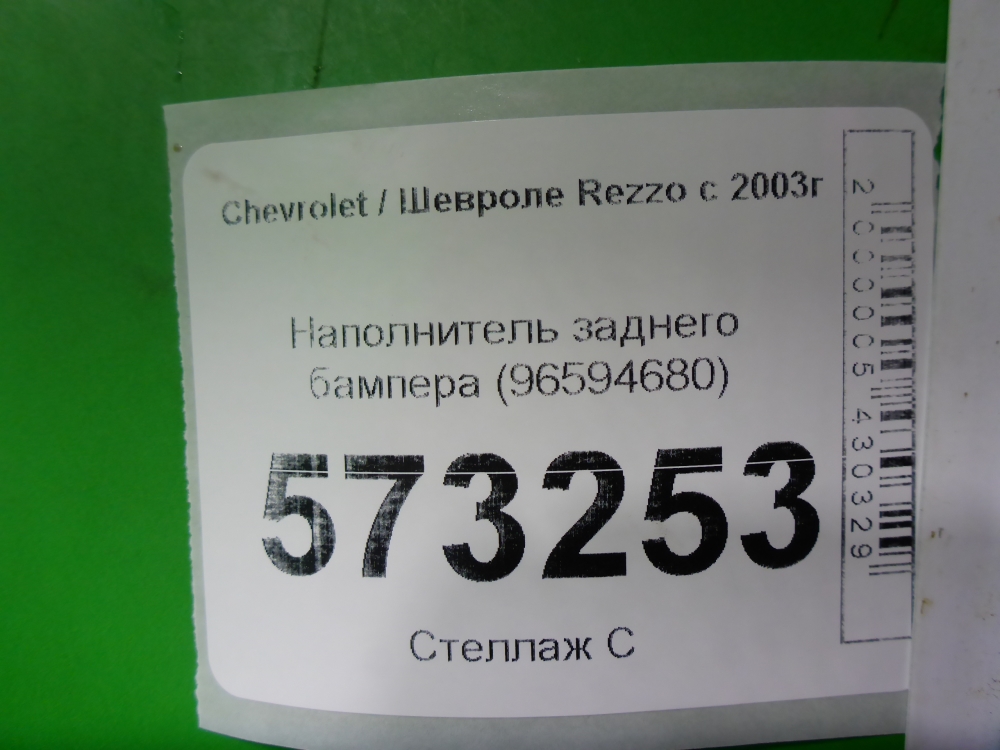 Chevrolet / Шевроле Rezzo с 2003г
Наполнитель заднего
бампера (96594680)
573253
Стеллаж С
2000005430329